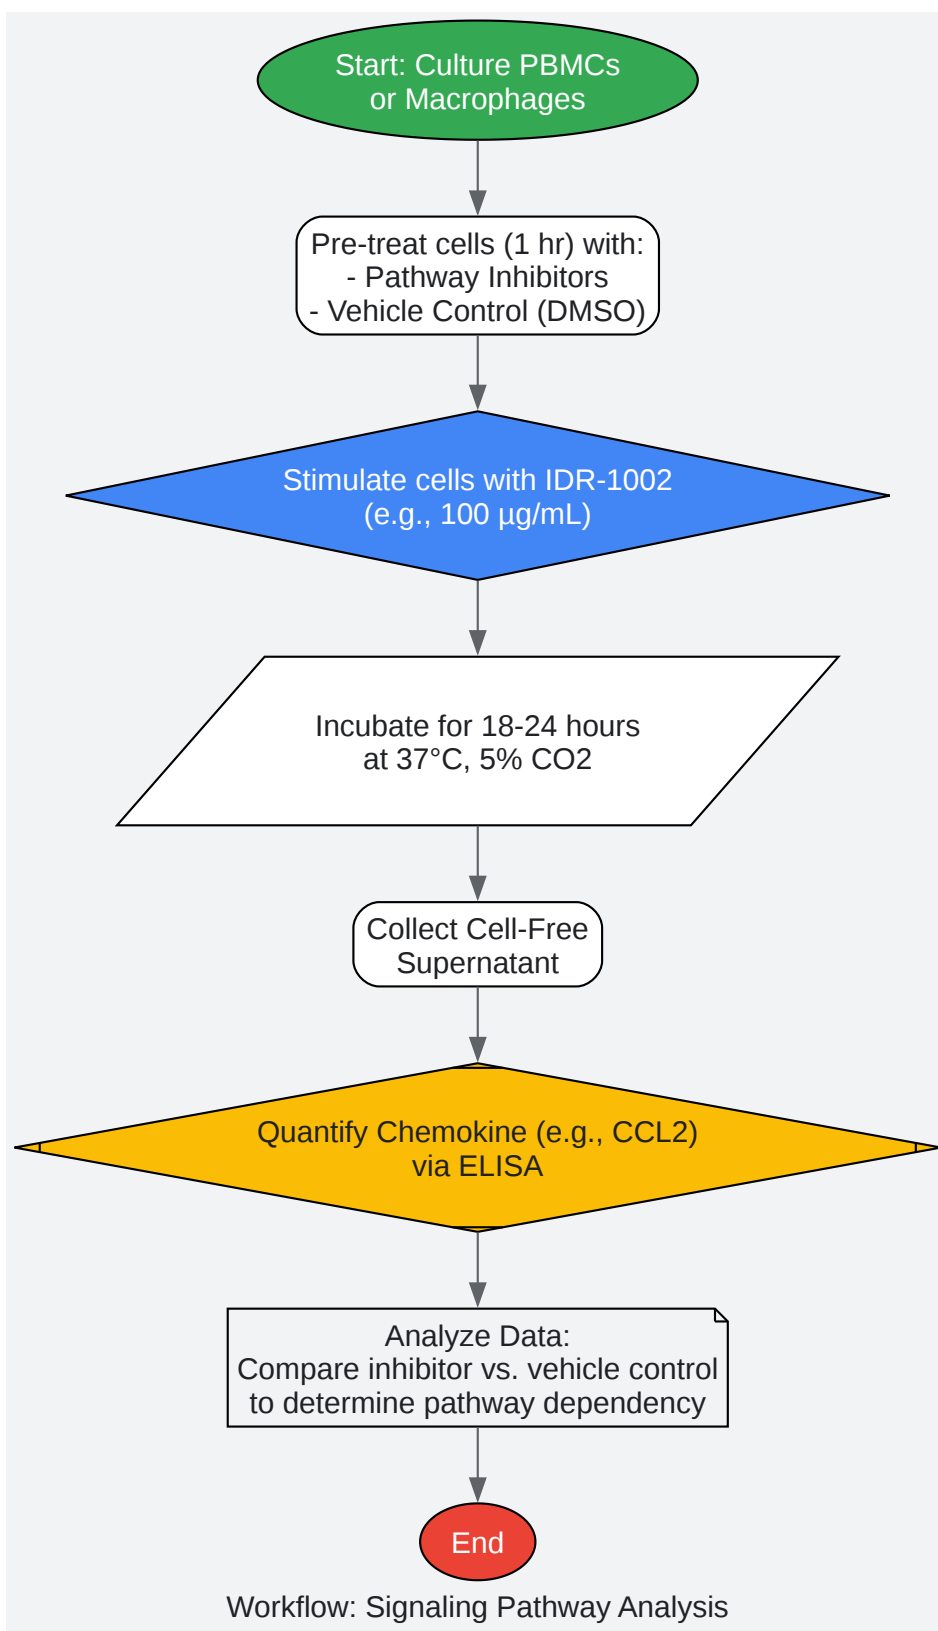 Start: Culture PBMCs
or Macrophages
Pre-treat cells (1 hr) with:
- Pathway Inhibitors
- Vehicle Control (DMSO)
Stimulate cells with IDR-1002
(e.g., 100 µg/mL)
Incubate for 18-24 hours
at 37°C, 5% CO2
Collect Cell-Free
Supernatant
Quantify Chemokine (e.g., CCL2)
via ELISA
Analyze Data:
Compare inhibitor vs. vehicle control
to determine pathway dependency
End
Workflow: Signaling Pathway Analysis